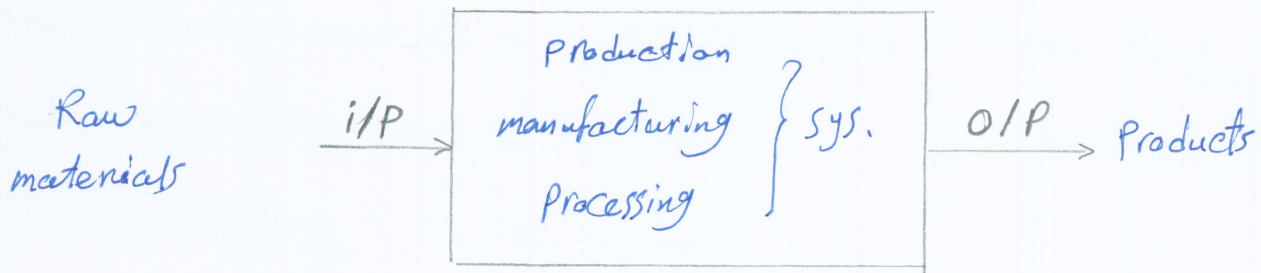 Production
Raw materials
i/P
manufacturing
sys.
O/P
Products
Processing